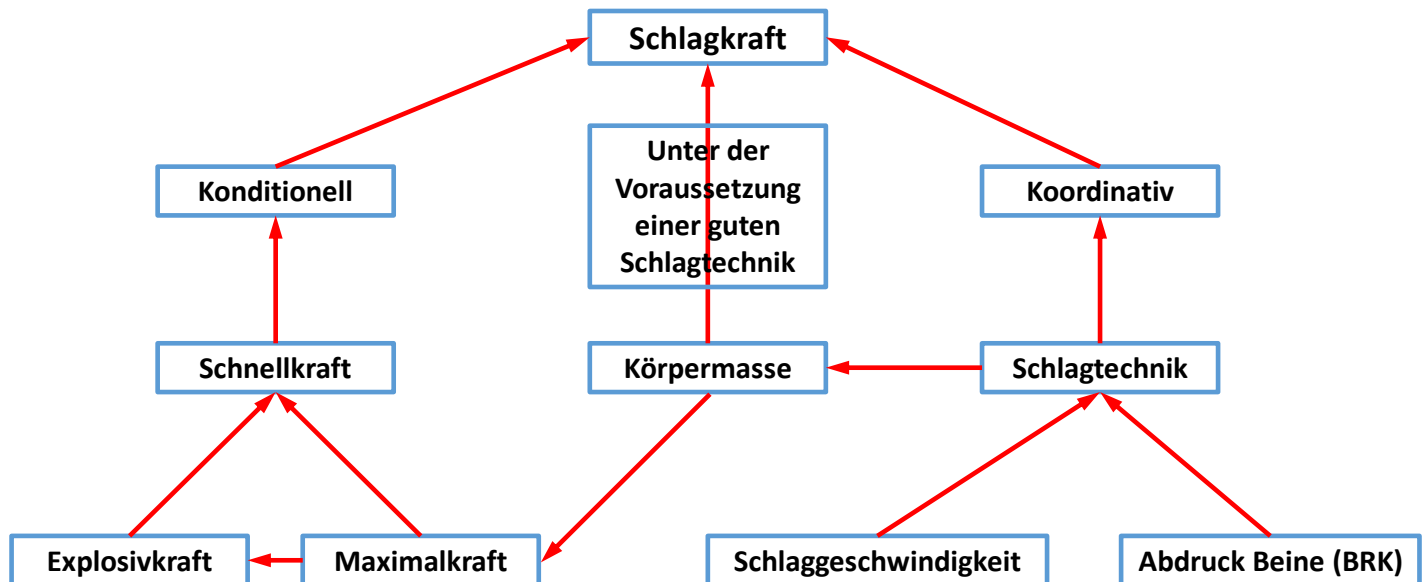 Schlagkraft
Unter der
Voraussetzung
einer guten
Schlagtechnik
Konditionell
Koordinativ
Schnellkraft
Körpermasse
Schlagtechnik
Explosivkraft
Maximalkraft
Schlaggeschwindigkeit
Abdruck Beine (BRK)